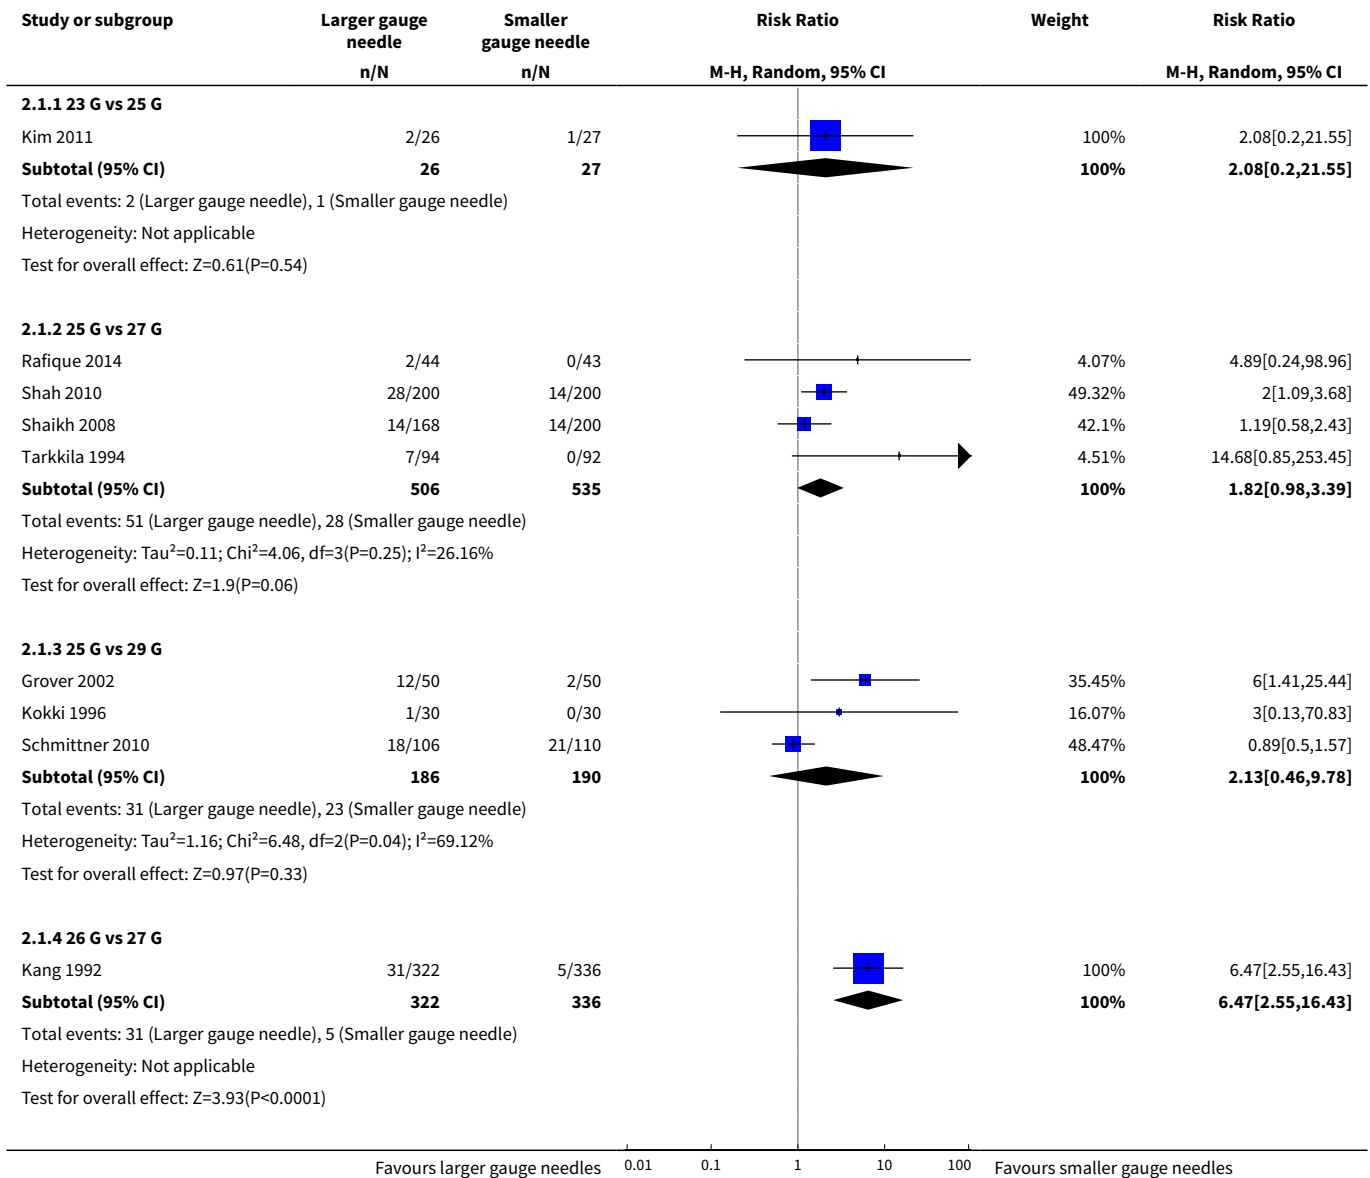 Study or subgroup Larger gauge needle Smaller gauge needle Risk Ratio Weight Risk Ratio
n/N n/N M-H, Random, 95% CI M-H, Random, 95% CI
2.1.1 23 G vs 25 G
Kim 2011 2/26 1/27 100% 2.08[0.2,21.55]
Subtotal (95% CI) 26 27 100% 2.08[0.2,21.55]
Total events: 2 (Larger gauge needle), 1 (Smaller gauge needle)
Heterogeneity: Not applicable
Test for overall effect: Z=0.61(P=0.54)
2.1.2 25 G vs 27 G
Rafique 2014 2/44 0/43 4.07% 4.89[0.24,98.96]
Shah 2010 28/200 14/200 49.32% 2[1.09,3.68]
Shaikh 2008 14/168 14/200 42.1% 1.19[0.58,2.43]
Tarkkila 1994 7/94 0/92 4.51% 14.68[0.85,253.45]
Subtotal (95% CI) 506 535 100% 1.82[0.98,3.39]
Total events: 51 (Larger gauge needle), 28 (Smaller gauge needle)
Heterogeneity: Tau²=0.11; Chi²=4.06, df=3(P=0.25); I²=26.16%
Test for overall effect: Z=1.9(P=0.06)
2.1.3 25 G vs 29 G
Grover 2002 12/50 2/50 35.45% 6[1.41,25.44]
Kokki 1996 1/30 0/30 16.07% 3[0.13,70.83]
Schmittner 2010 18/106 21/110 48.47% 0.89[0.5,1.57]
Subtotal (95% CI) 186 190 100% 2.13[0.46,9.78]
Total events: 31 (Larger gauge needle), 23 (Smaller gauge needle)
Heterogeneity: Tau²=1.16; Chi²=6.48, df=2(P=0.04); I²=69.12%
Test for overall effect: Z=0.97(P=0.33)
2.1.4 26 G vs 27 G
Kang 1992 31/322 5/336 100% 6.47[2.55,16.43]
Subtotal (95% CI) 322 336 100% 6.47[2.55,16.43]
Total events: 31 (Larger gauge needle), 5 (Smaller gauge needle)
Heterogeneity: Not applicable
Test for overall effect: Z=3.93(P<0.0001)
Favours larger gauge needles 0.01 0.1 1 10 100 Favours smaller gauge needles